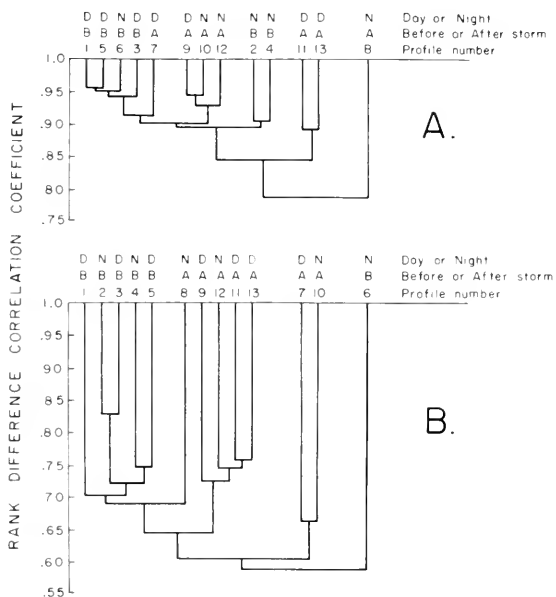 D D N D D D N N N N D D N Day or Night
B B B B A A A A B B A A A Before or After storm
1 5 6 3 7 9 10 12 2 4 11 13 8 Profile number
1.0
.95
.90
.85
.80
.75
A.
RANK DIFFERENCE CORRELATION COEFFICIENT
D N D N D N D N D D D N N Day or Night
B B B B B A A A A A A A B Before or After storm
1 2 3 4 5 8 9 12 11 13 7 10 6 Profile number
1.0
.95
.90
.85
.80
.75
.70
.65
.60
.55
B.